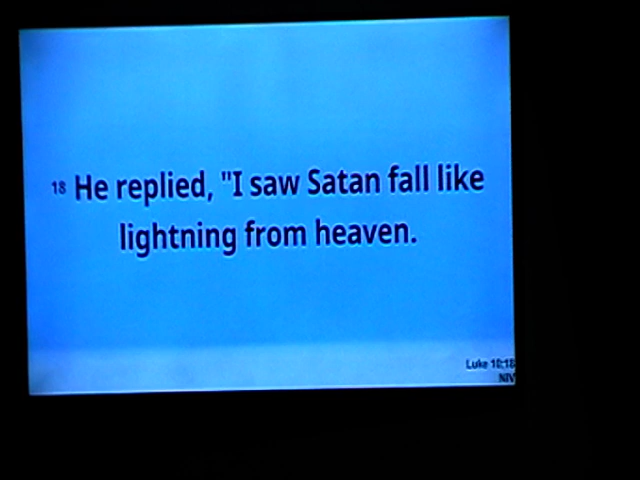 18 He replied, "I saw Satan fall like
lightning from heaven.
Luke 10:18
NIV